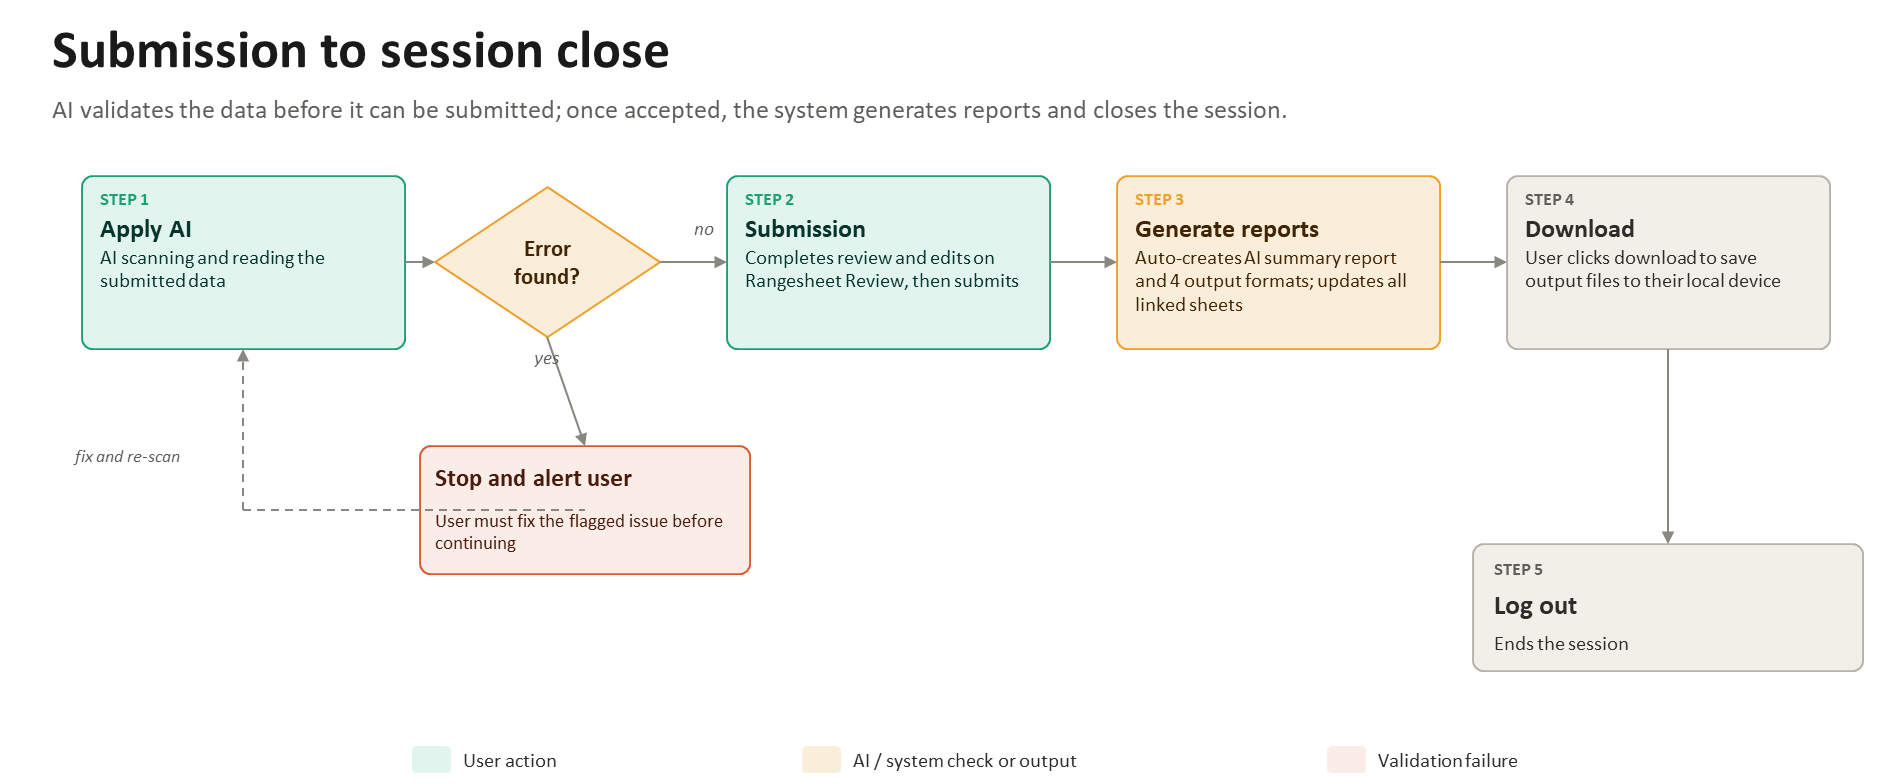 Submission to session close
AI validates the data before it can be submitted; once accepted, the system generates reports and closes the session.
STEP 1
Apply AI
AI scanning and reading the
submitted data
Error
found?
no
yes
STEP 2
Submission
Completes review and edits on
Rangesheet Review, then submits
STEP 3
Generate reports
Auto-creates AI summary report
and 4 output formats; updates all
linked sheets
STEP 4
Download
User clicks download to save
output files to their local device
fix and re-scan
Stop and alert user
User must fix the flagged issue before
continuing
STEP 5
Log out
Ends the session
User action
AI / system check or output
Validation failure